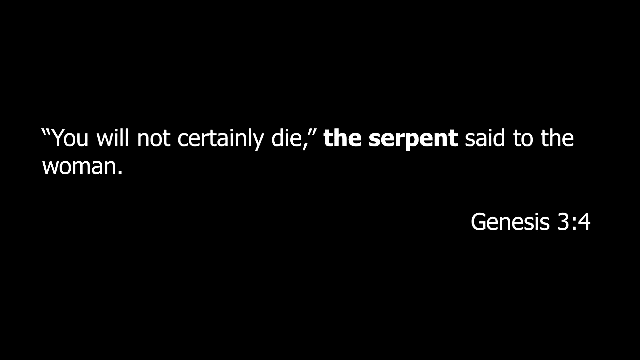 “You will not certainly die,” the serpent said to the
woman.
Genesis 3:4